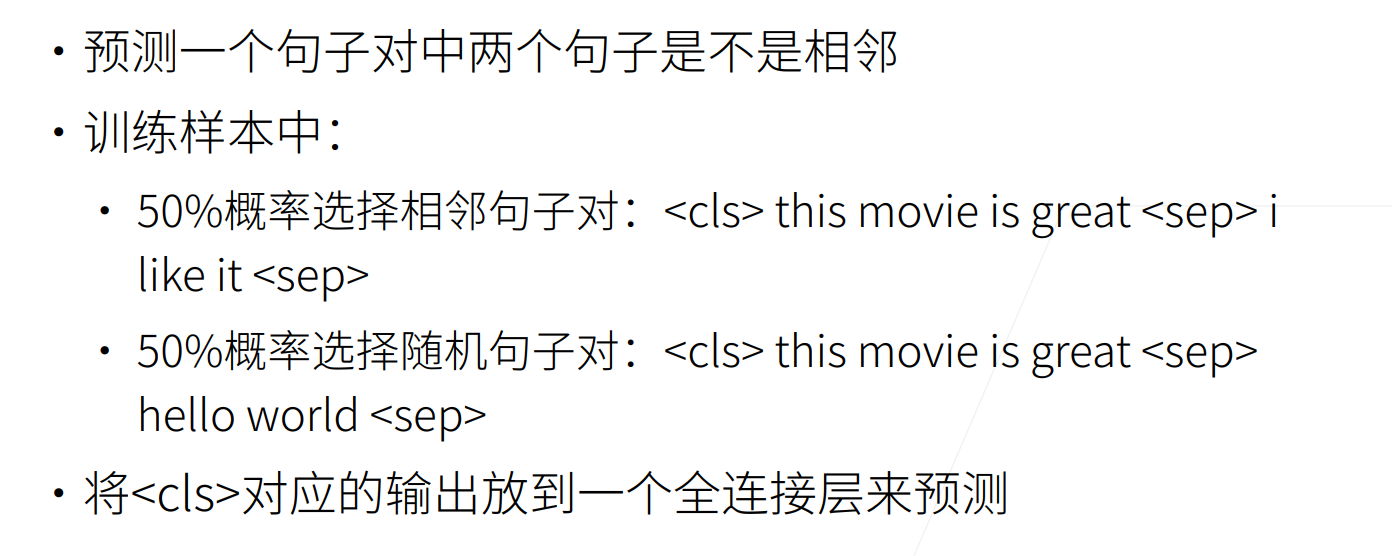 • 预测一个句子对中两个句子是不是相邻
• 训练样本中：
• 50%概率选择相邻句子对：<cls> this movie is great <sep> i
like it <sep>
• 50%概率选择随机句子对：<cls> this movie is great <sep>
hello world <sep>
• 将<cls>对应的输出放到一个全连接层来预测